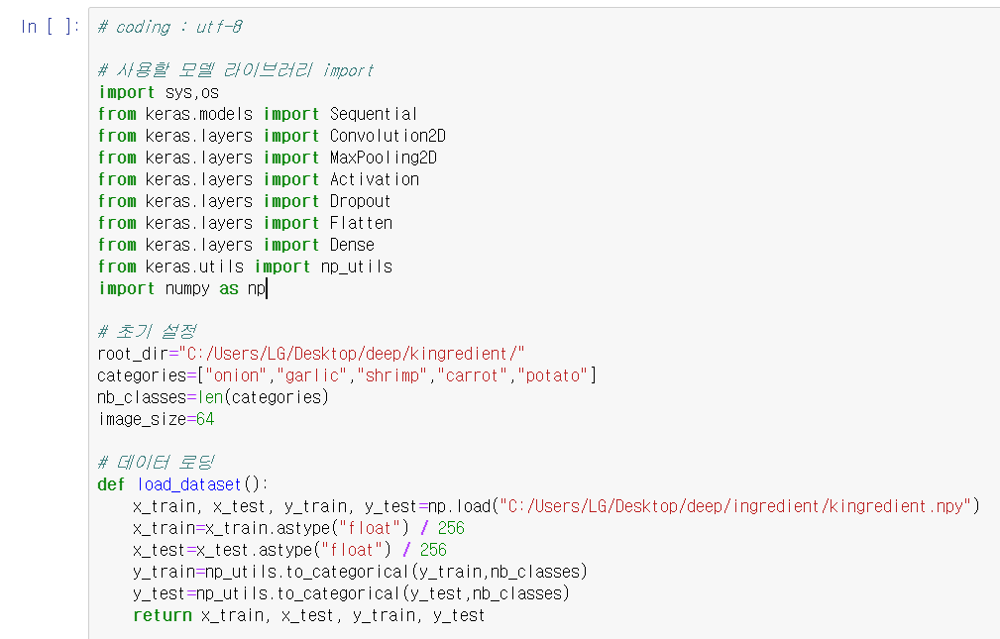 In [ ]:
# coding : utf-8
# 사용할 모델 라이브러리 import
import sys,os
from keras.models import Sequential
from keras.layers import Convolution2D
from keras.layers import MaxPooling2D
from keras.layers import Activation
from keras.layers import Dropout
from keras.layers import Flatten
from keras.layers import Dense
from keras.utils import np_utils
import numpy as np
# 초기 설정
root_dir="C:/Users/LG/Desktop/deep/kingredient/"
categories=["onion","garlic","shrimp","carrot","potato"]
nb_classes=len(categories)
image_size=64
# 데이터 로딩
def load_dataset():
    x_train, x_test, y_train, y_test=np.load("C:/Users/LG/Desktop/deep/ingredient/kingredient.npy")
    x_train=x_train.astype("float") / 256
    x_test=x_test.astype("float") / 256
    y_train=np_utils.to_categorical(y_train,nb_classes)
    y_test=np_utils.to_categorical(y_test,nb_classes)
    return x_train, x_test, y_train, y_test